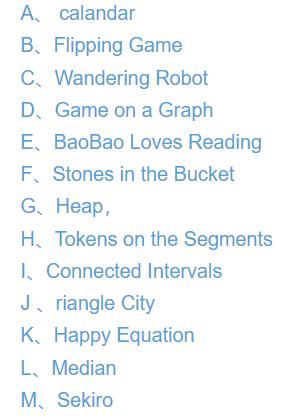 A、 calandar
B、Flipping Game
C、Wandering Robot
D、Game on a Graph
E、BaoBao Loves Reading
F、Stones in the Bucket
G、Heap，
H、Tokens on the Segments
I、Connected Intervals
J 、riangle City
K、Happy Equation
L、Median
M、Sekiro